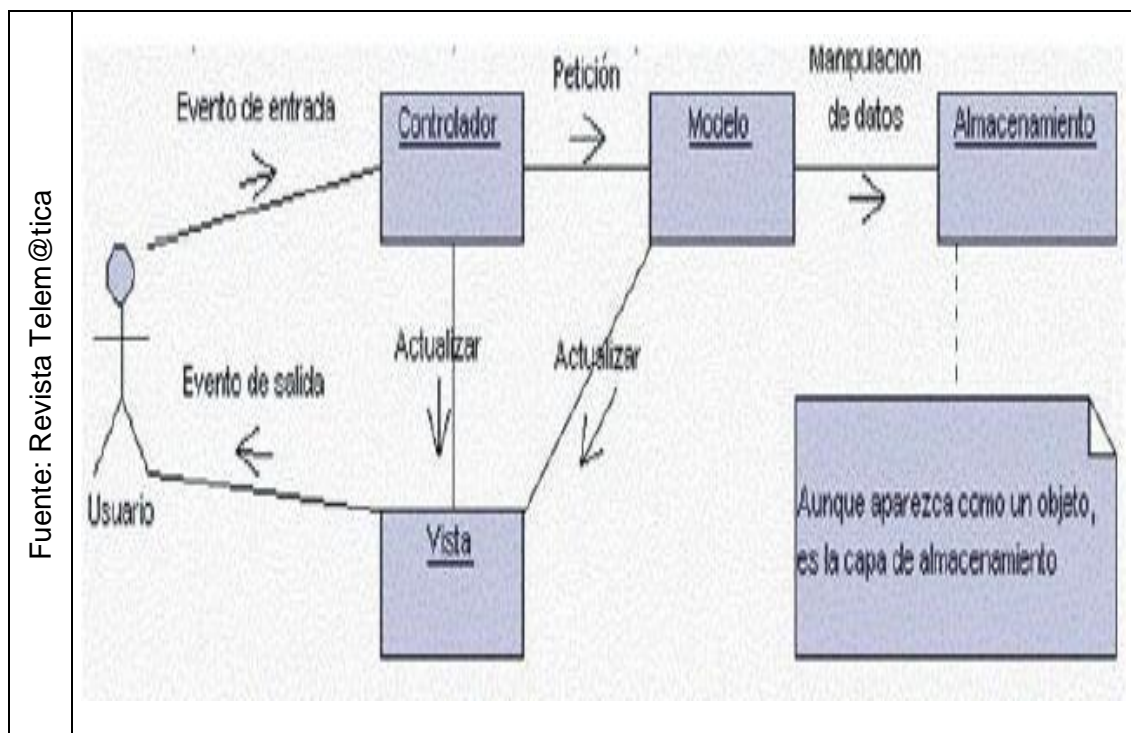 Fuente: Revista Telem@tica
Evento de entrada
Controlador
Petición
Modelo
Manipulacion
de datos
Almacenamiento
Actualizar
Actualizar
Evento de salida
Usuario
Vista
Aunque aparezca como un objeto,
es la capa de almacenamiento